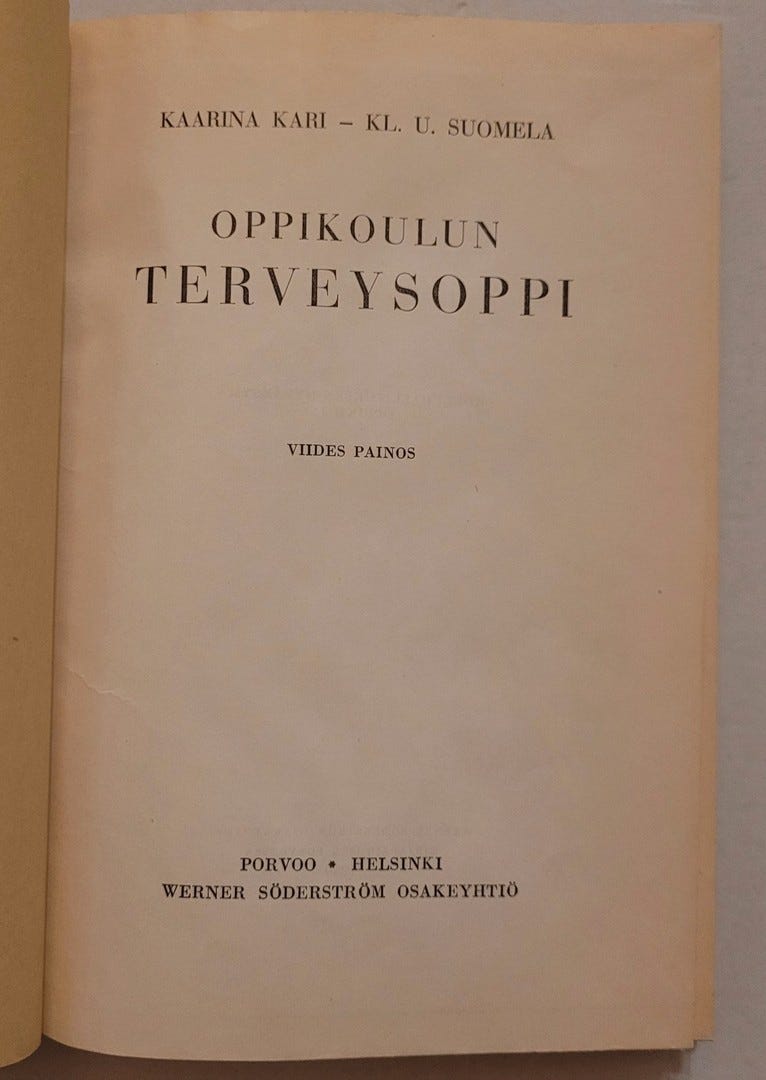 KAARINA KARI – KL. U. SUOMELA
OPPIKOULUN
TERVEYSOPPI
VIIDES PAINOS
PORVOO * HELSINKI
WERNER SÖDERSTRÖM OSAKEYHTIÖ